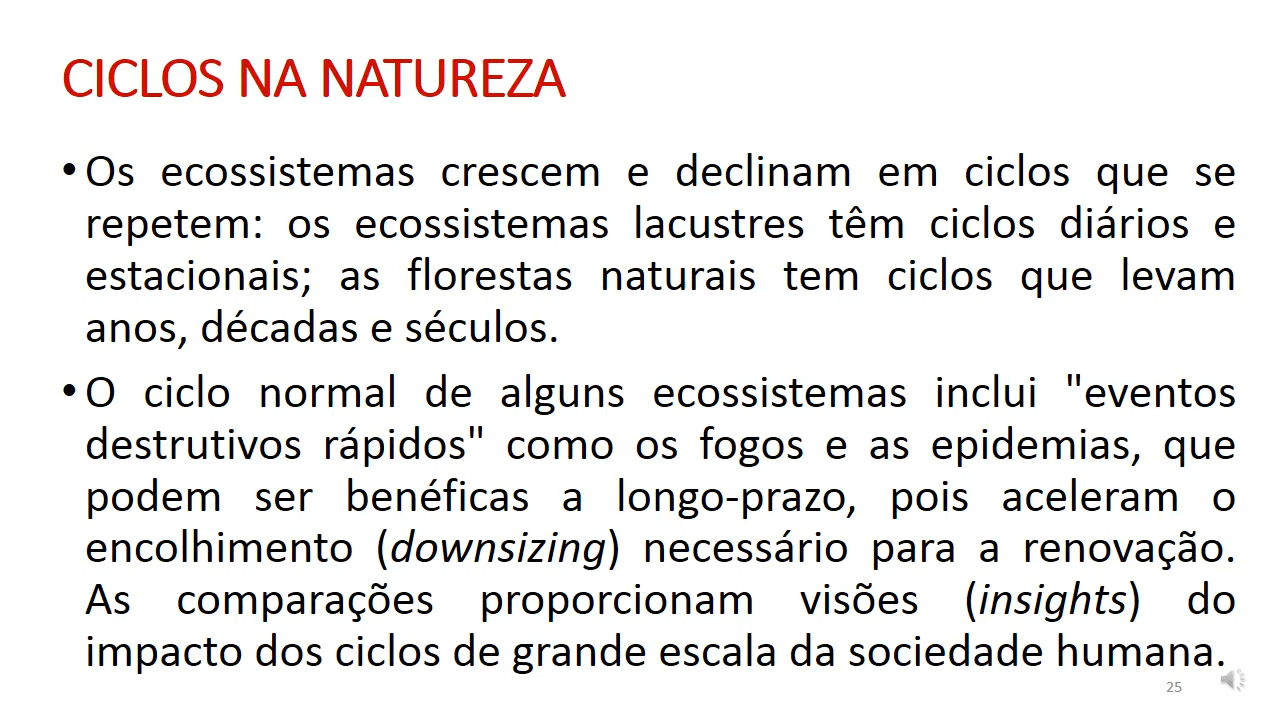 CICLOS NA NATUREZA
• Os ecossistemas crescem e declinam em ciclos que se
repetem: os ecossistemas lacustres têm ciclos diários e
estacionais; as florestas naturais tem ciclos que levam
anos, décadas e séculos.
• O ciclo normal de alguns ecossistemas inclui "eventos
destrutivos rápidos" como os fogos e as epidemias, que
podem ser benéficas a longo-prazo, pois aceleram o
encolhimento (downsizing) necessário para a renovação.
As comparações proporcionam visões (insights) do
impacto dos ciclos de grande escala da sociedade humana.
25